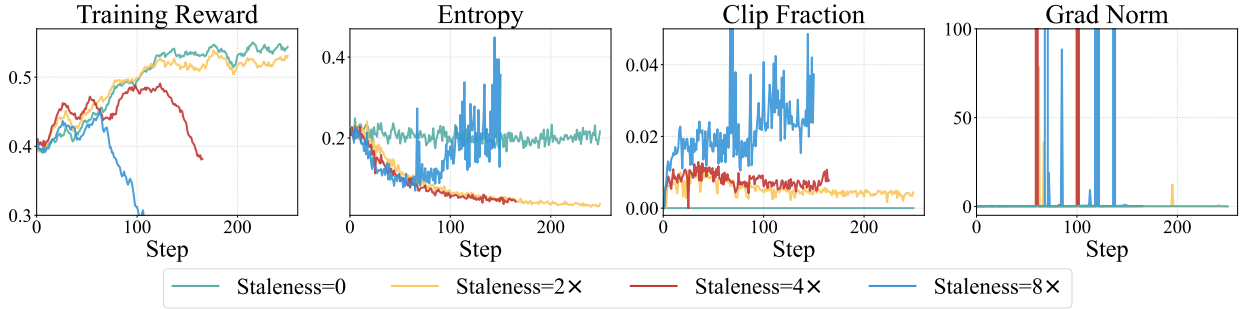 Training Reward
0.5
0.4
0.3
0
100
200
Step
Entropy
0.4
0.2
0
100
200
Step
Clip Fraction
0.04
0.02
0.00
0
100
200
Step
Grad Norm
100
50
0
0
100
200
Step
Staleness=0
Staleness=2×
Staleness=4×
Staleness=8×